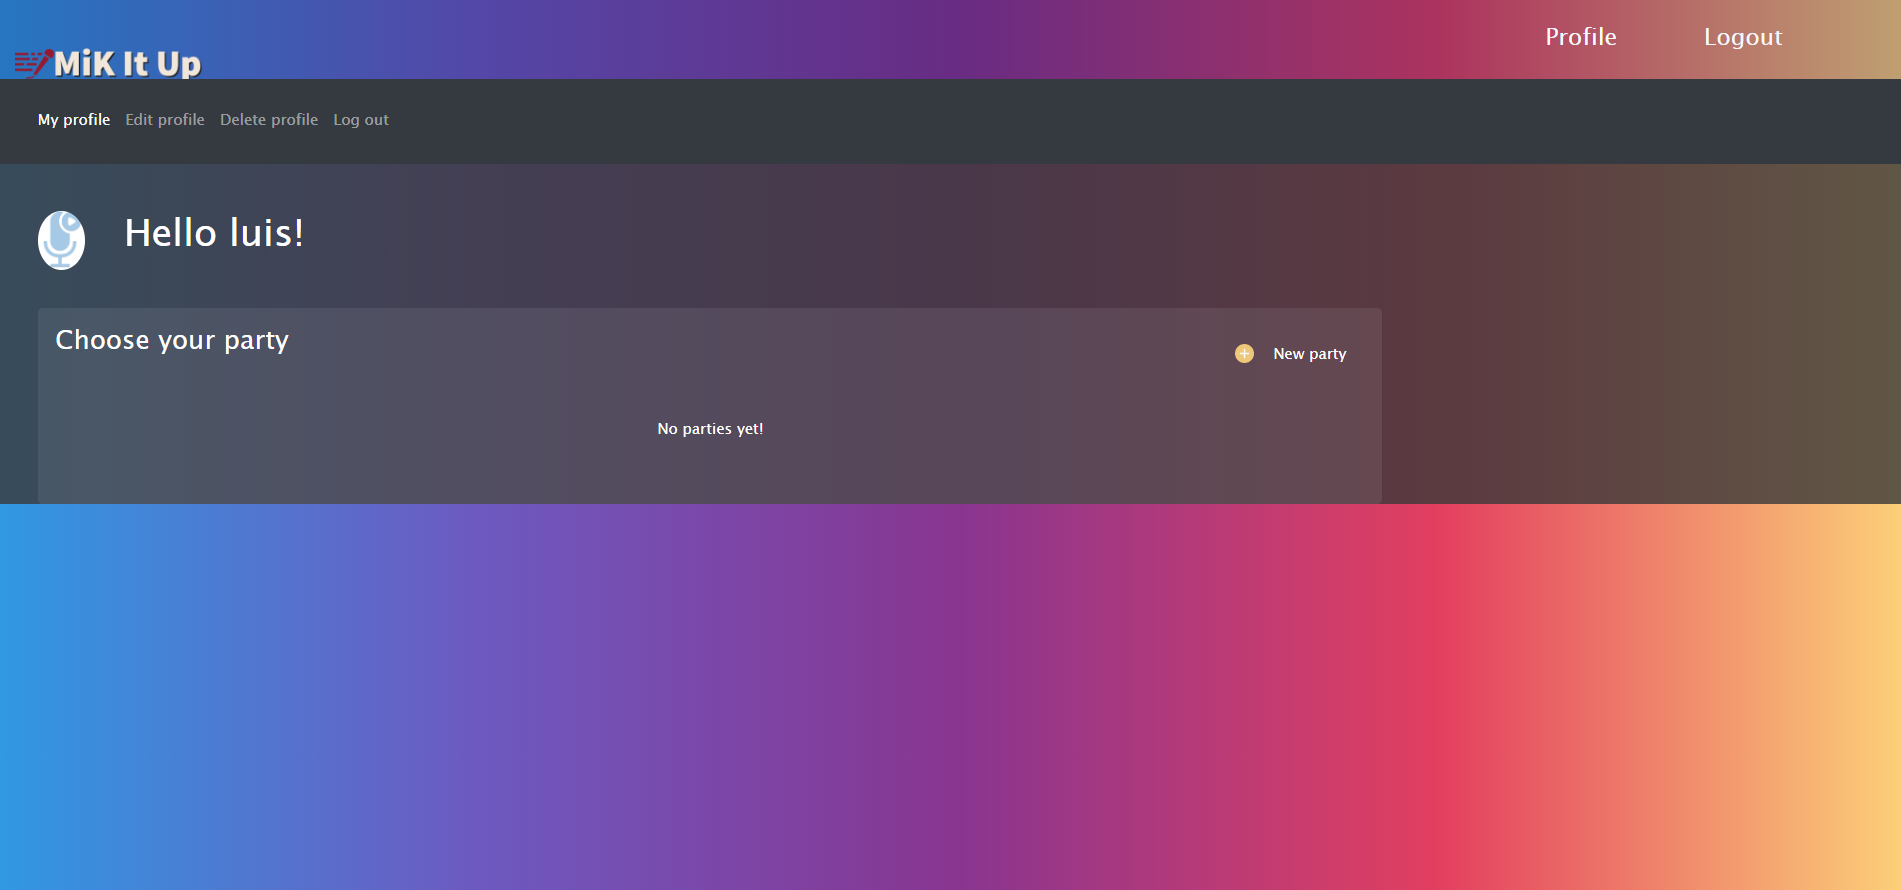 MiK It Up
Profile
Logout
My profile
Edit profile
Delete profile
Log out
Hello luis!
Choose your party
New party
No parties yet!